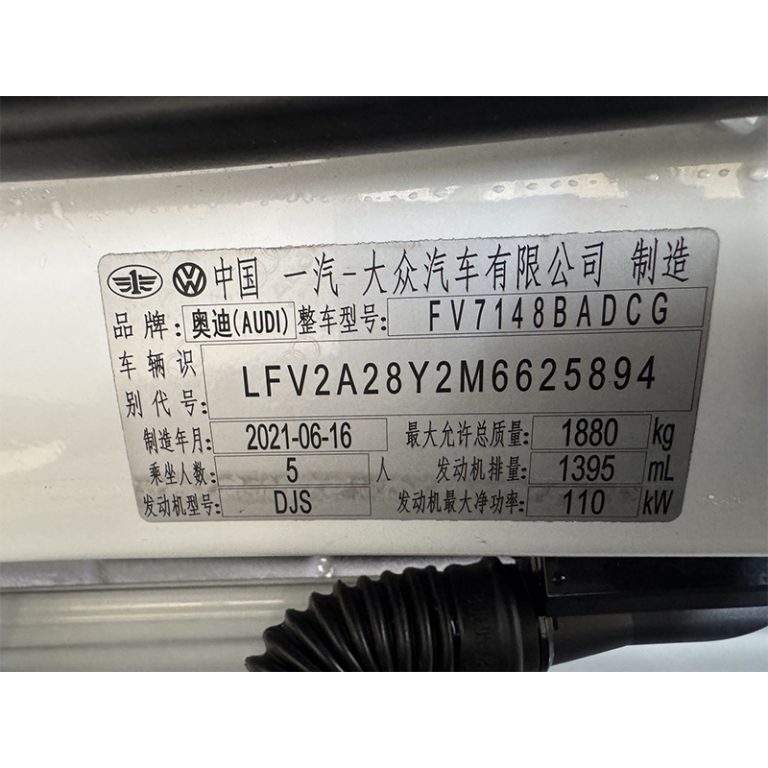 中国 一汽-大众汽车有限公司 制造
品牌: 奥迪(AUDI) 整车型号: FV7148BADCG
车辆识别代号: LFV2A28Y2M6625894
制造年月: 2021-06-16 最大允许总质量: 1880 kg
乘坐人数: 5 人 发动机排量: 1395 mL
发动机型号: DJS 发动机最大净功率: 110 kW